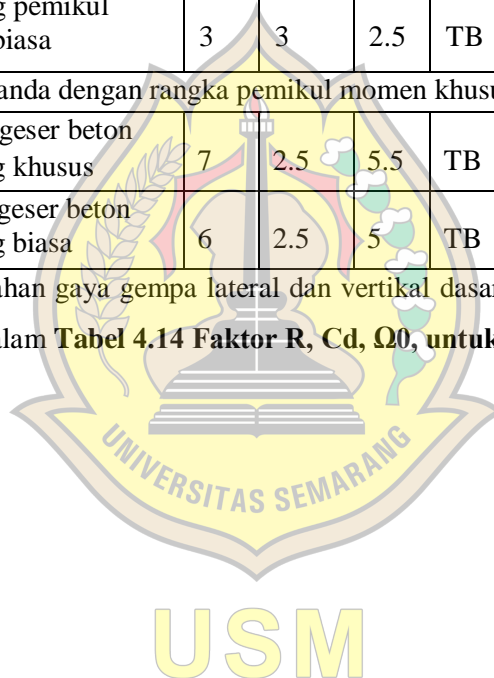 g pemikul
biasa 3 3 2.5 TB
anda dengan rangka pemikul momen khusu
geser beton
g khusus 7 2.5 5.5 TB
geser beton
g biasa 6 2.5 5 TB
ahan gaya gempa lateral dan vertikal dasar
alam Tabel 4.14 Faktor R, Cd, Ω0, untuk
UNIVERSITAS SEMARANG
USM